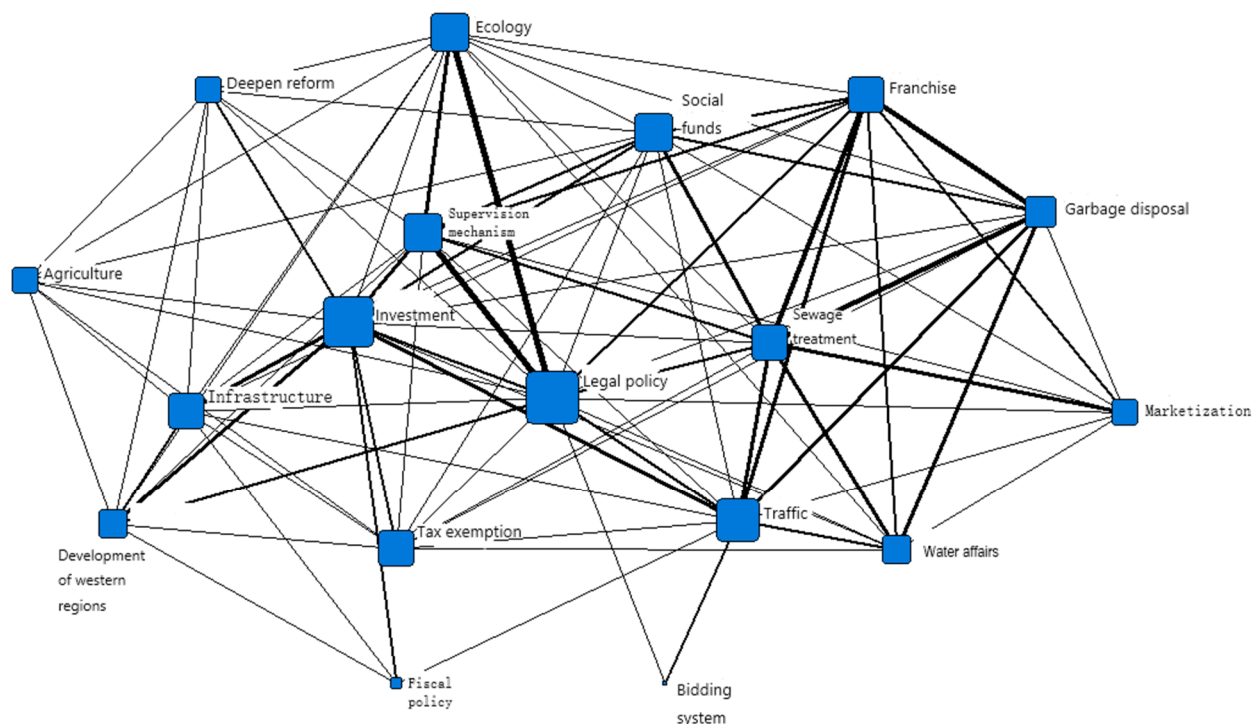 Ecology
Deepen reform
Franchise
Social
funds
Garbage disposal
Supervision
mechanism
Agriculture
Investment
Sewage
treatment
Legal policy
Infrastructure
Marketization
Traffic
Tax exemption
Development
of western
regions
Water affairs
Fiscal
policy
Bidding
system